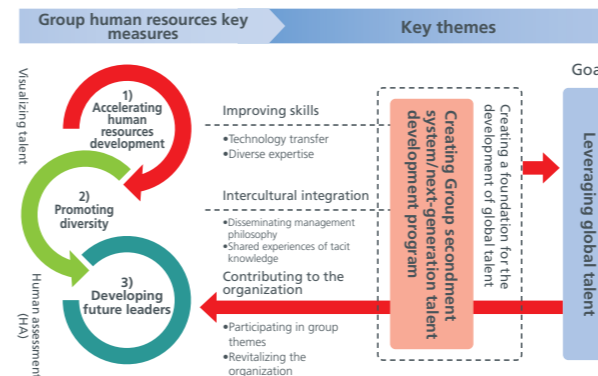 Group human resources key
measures
Key themes
Visualizing talent
1)
Accelerating
human
resources
development
2)
Promoting
diversity
Human assessment
(HA)
3)
Developing
future leaders
Improving skills
•Technology transfer
•Diverse expertise
Intercultural integration
•Disseminating management
philosophy
•Shared experiences of tacit
knowledge
Contributing to the
organization
•Participating in group
themes
•Revitalizing the
organization
Creating Group secondment
system/next-generation talent
development program
Creating a foundation for the
development of global talent
Leveraging global talent